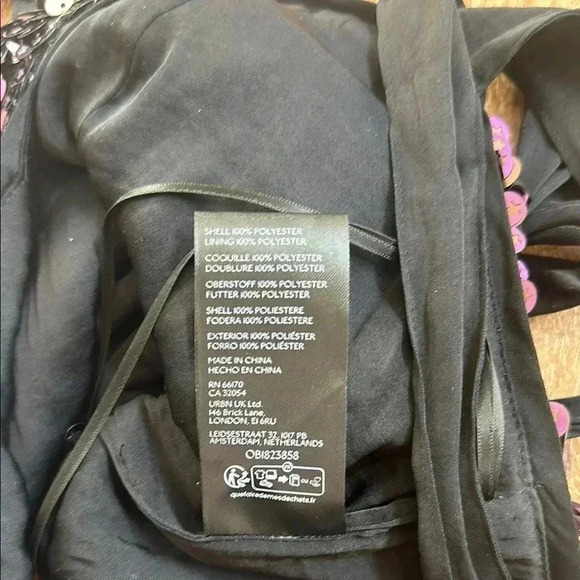 SHELL 100% POLYESTER
LINING 100% POLYESTER
COQUILLE 100% POLYESTER
DOUBLURE 100% POLYESTER
OBERSTOFF 100% POLYESTER
FUTTER 100% POLYESTER
SHELL 100% POLIESTERE
FODERA 100% POLIESTERE
EXTERIOR 100% POLIÉSTER
FORRO 100% POLIÉSTER
MADE IN CHINA
HECHO EN CHINA
RN 66170
CA 32054
URBN UK Ltd.
146 Brick Lane,
LONDON, E1 6RU
LEIDSESTRAAT 32, 1017 PB
AMSTERDAM, NETHERLANDS
OB1823858
quefairedemesdechets.fr